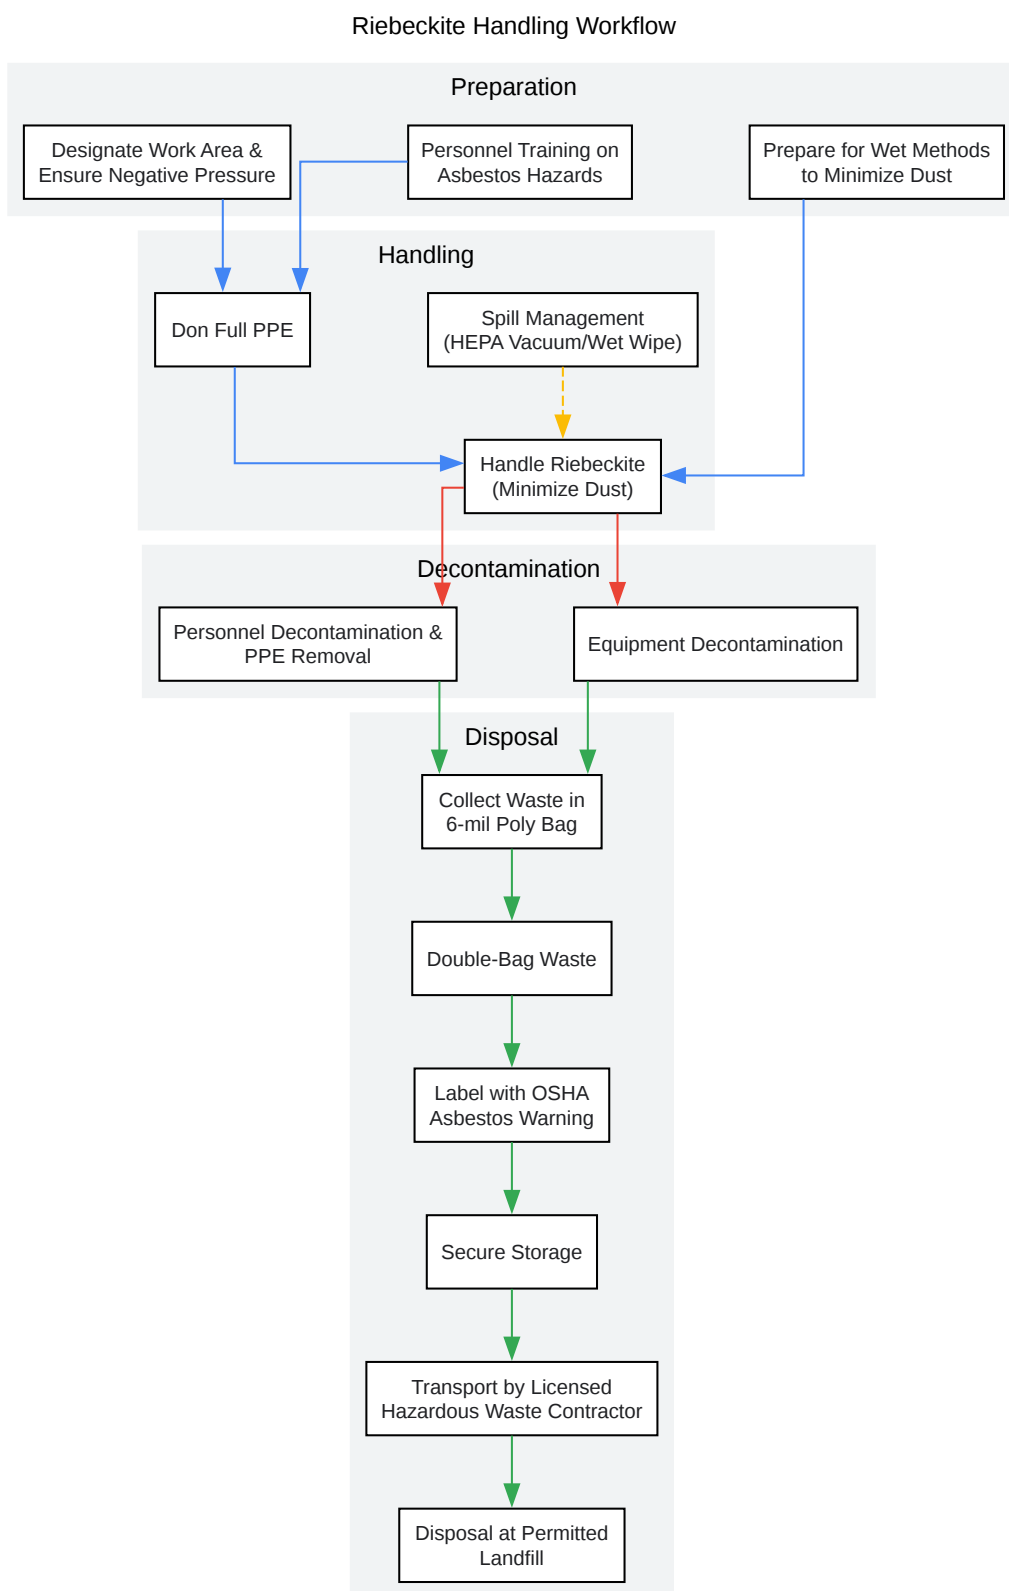 Riebeckite Handling Workflow
Preparation
Designate Work Area &
Ensure Negative Pressure
Personnel Training on
Asbestos Hazards
Prepare for Wet Methods
to Minimize Dust
Handling
Don Full PPE
Spill Management
(HEPA Vacuum/Wet Wipe)
Handle Riebeckite
(Minimize Dust)
Decontamination
Personnel Decontamination &
PPE Removal
Equipment Decontamination
Disposal
Collect Waste in
6-mil Poly Bag
Double-Bag Waste
Label with OSHA
Asbestos Warning
Secure Storage
Transport by Licensed
Hazardous Waste Contractor
Disposal at Permitted
Landfill